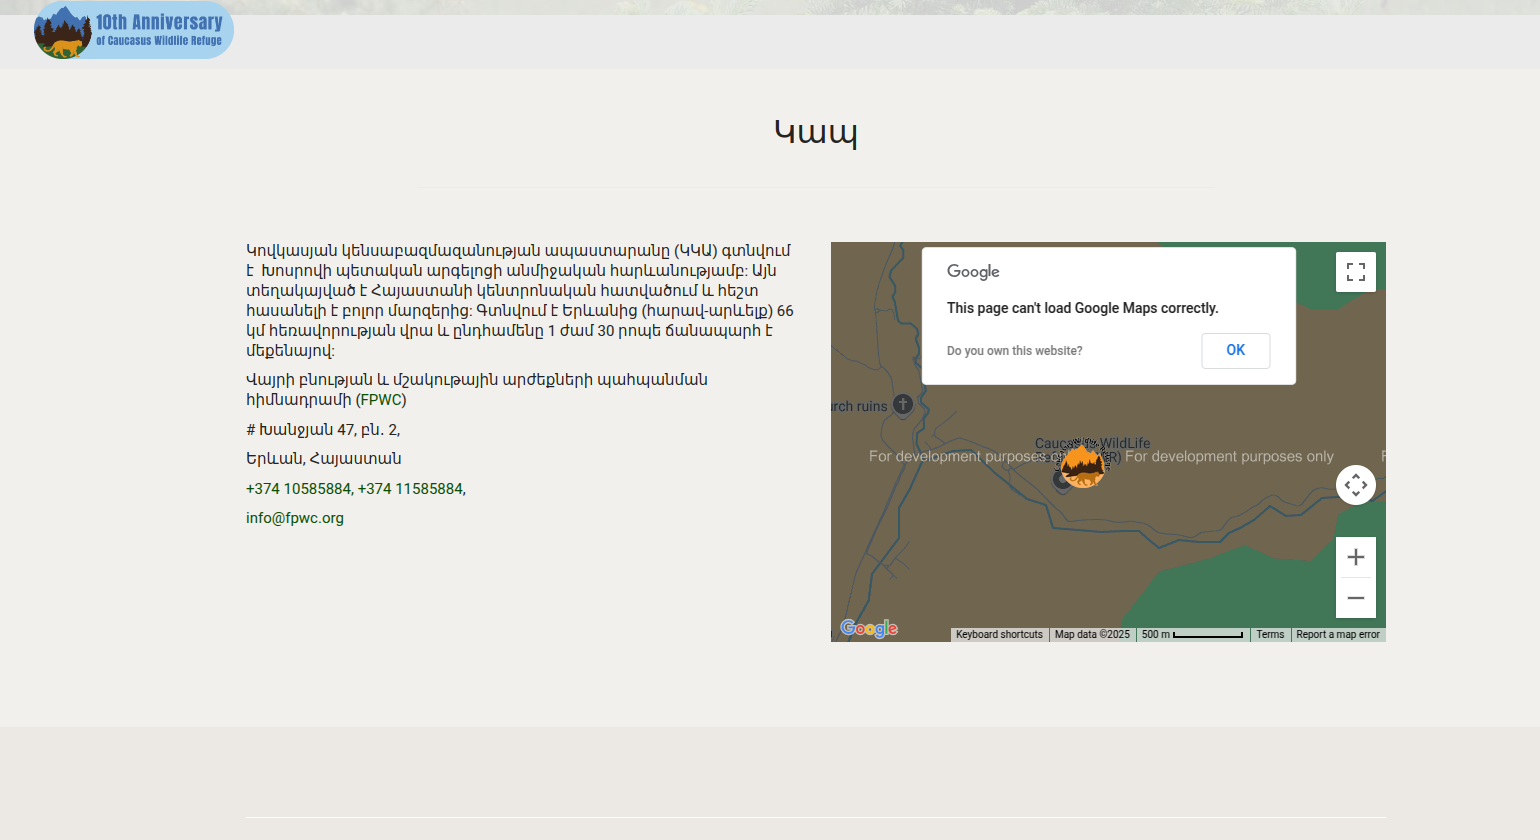 10th Anniversary
of Caucasus Wildlife Refuge
Կապ
Կովկասյան կենսաբազմազանության ապաստարանը (ԿԿԱ) գտնվում
է  Խոսրովի պետական արգելոցի անմիջական հարևանությամբ: Այն
տեղակայված է Հայաստանի կենտրոնական հատվածում և հեշտ
հասանելի է բոլոր մարզերից: Գտնվում է Երևանից (հարավ-արևելք) 66
կմ հեռավորության վրա և ընդհամենը 1 ժամ 30 րոպե ճանապարհ է
մեքենայով:
Վայրի բնության և մշակութային արժեքների պահպանման
հիմնադրամի (FPWC)
# Խանջյան 47, բն. 2,
Երևան, Հայաստան
+374 10585884, +374 11585884,
info@fpwc.org
Google
This page can't load Google Maps correctly.
Do you own this website?
OK
urch ruins
Caucasus WildLife
For development purposes
For development purposes only
Google
Keyboard shortcuts
Map data ©2025
500 m
Terms
Report a map error